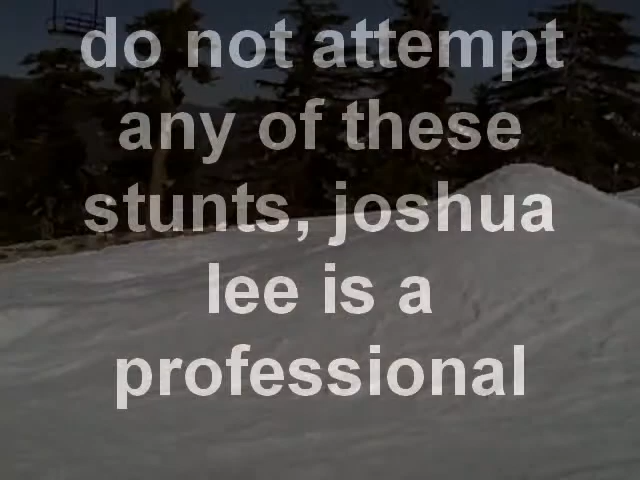 do not attempt
any of these
stunts, joshua
lee is a
professional